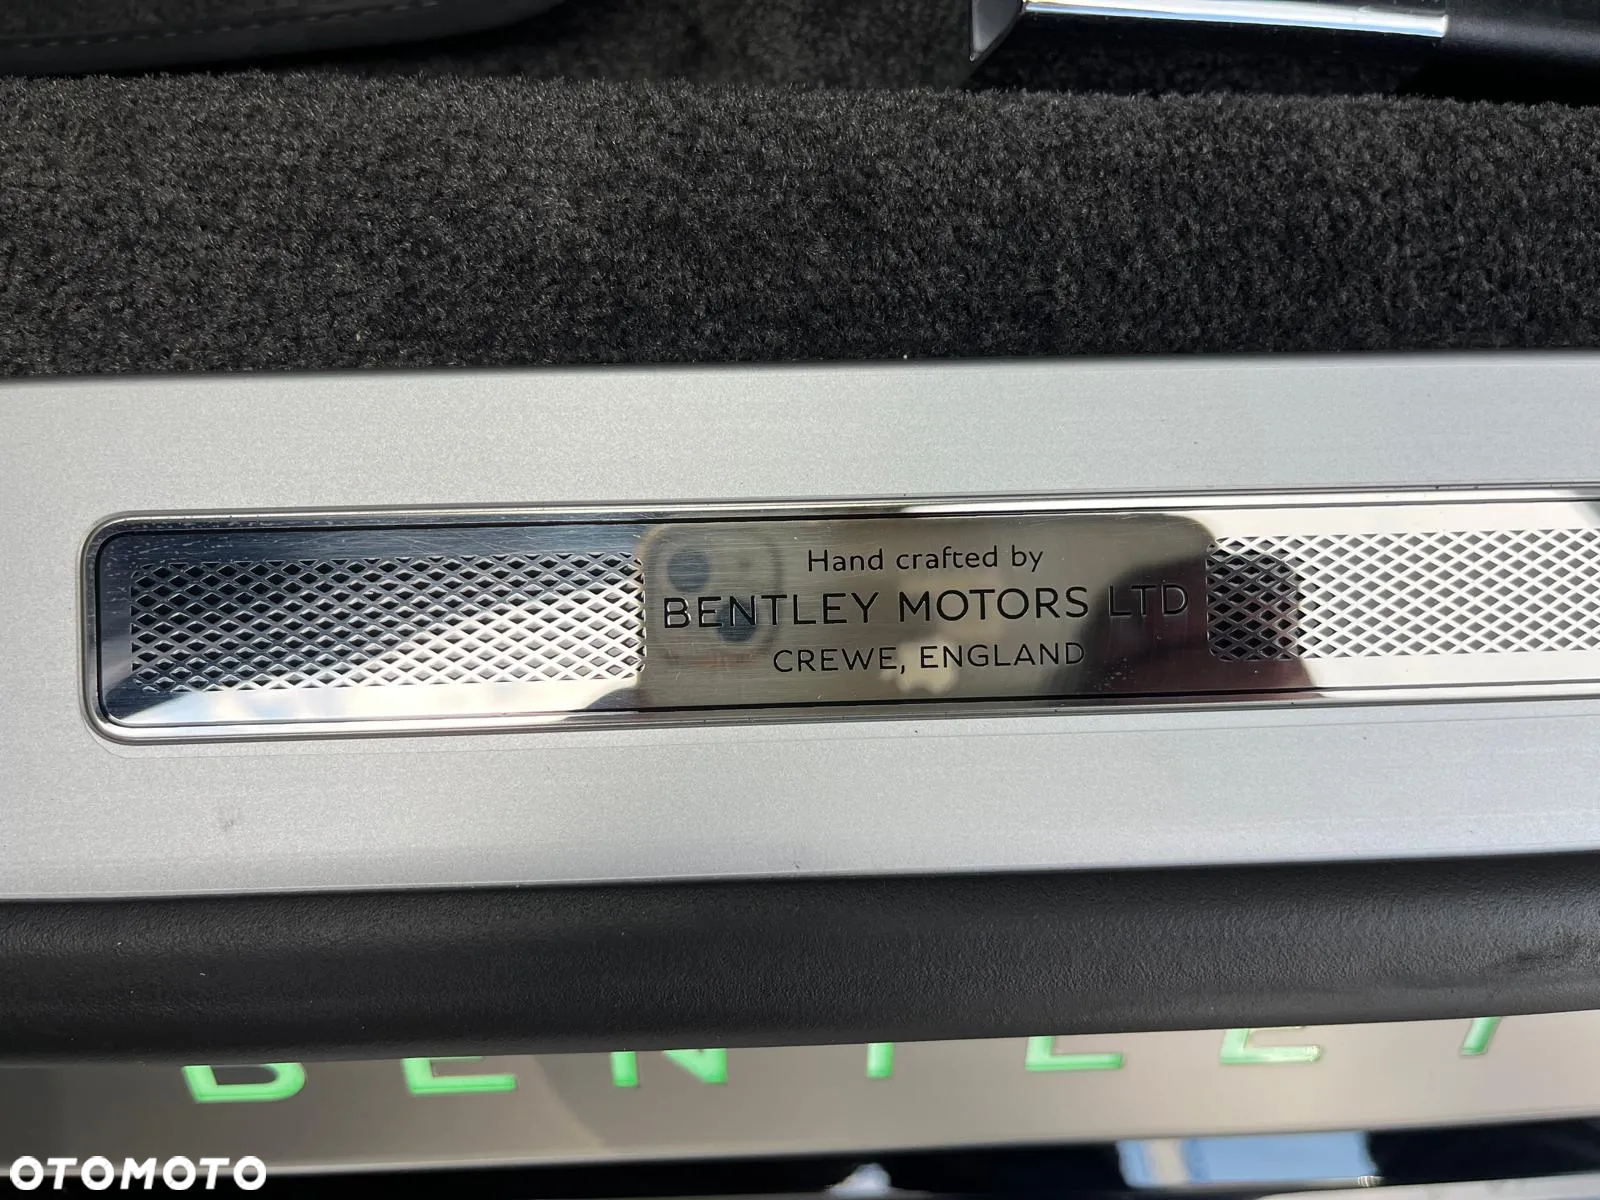 Hand crafted by
BENTLEY MOTORS LTD
CREWE, ENGLAND
BENTLEY
OTOMOTO